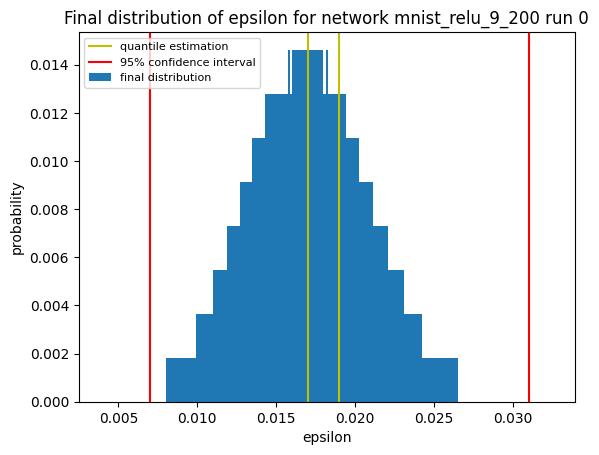 Final distribution of epsilon for network mnist_relu_9_200 run 0
quantile estimation
95% confidence interval
final distribution
probability
0.014
0.012
0.010
0.008
0.006
0.004
0.002
0.000
0.005 0.010 0.015 0.020 0.025 0.030
epsilon